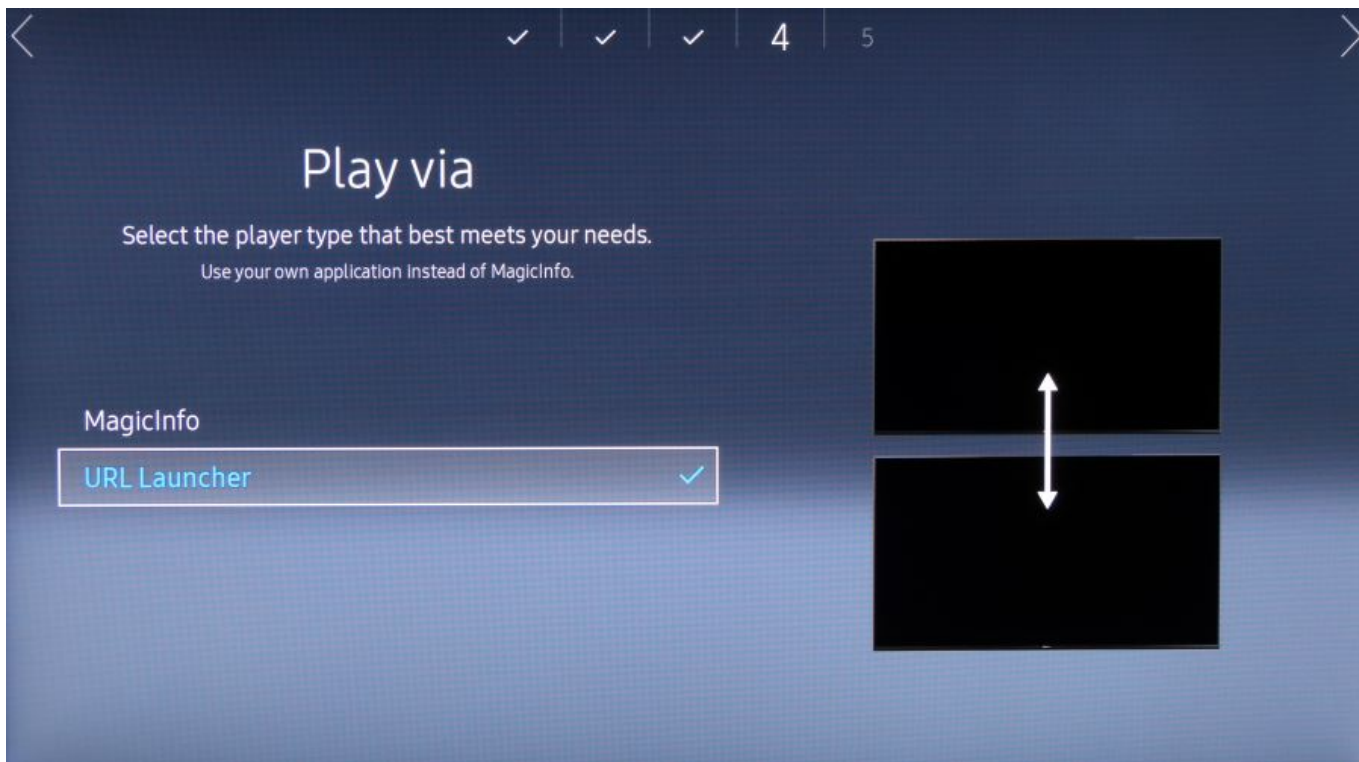 4
5
Play via
Select the player type that best meets your needs.
Use your own application instead of MagicInfo.
MagicInfo
URL Launcher